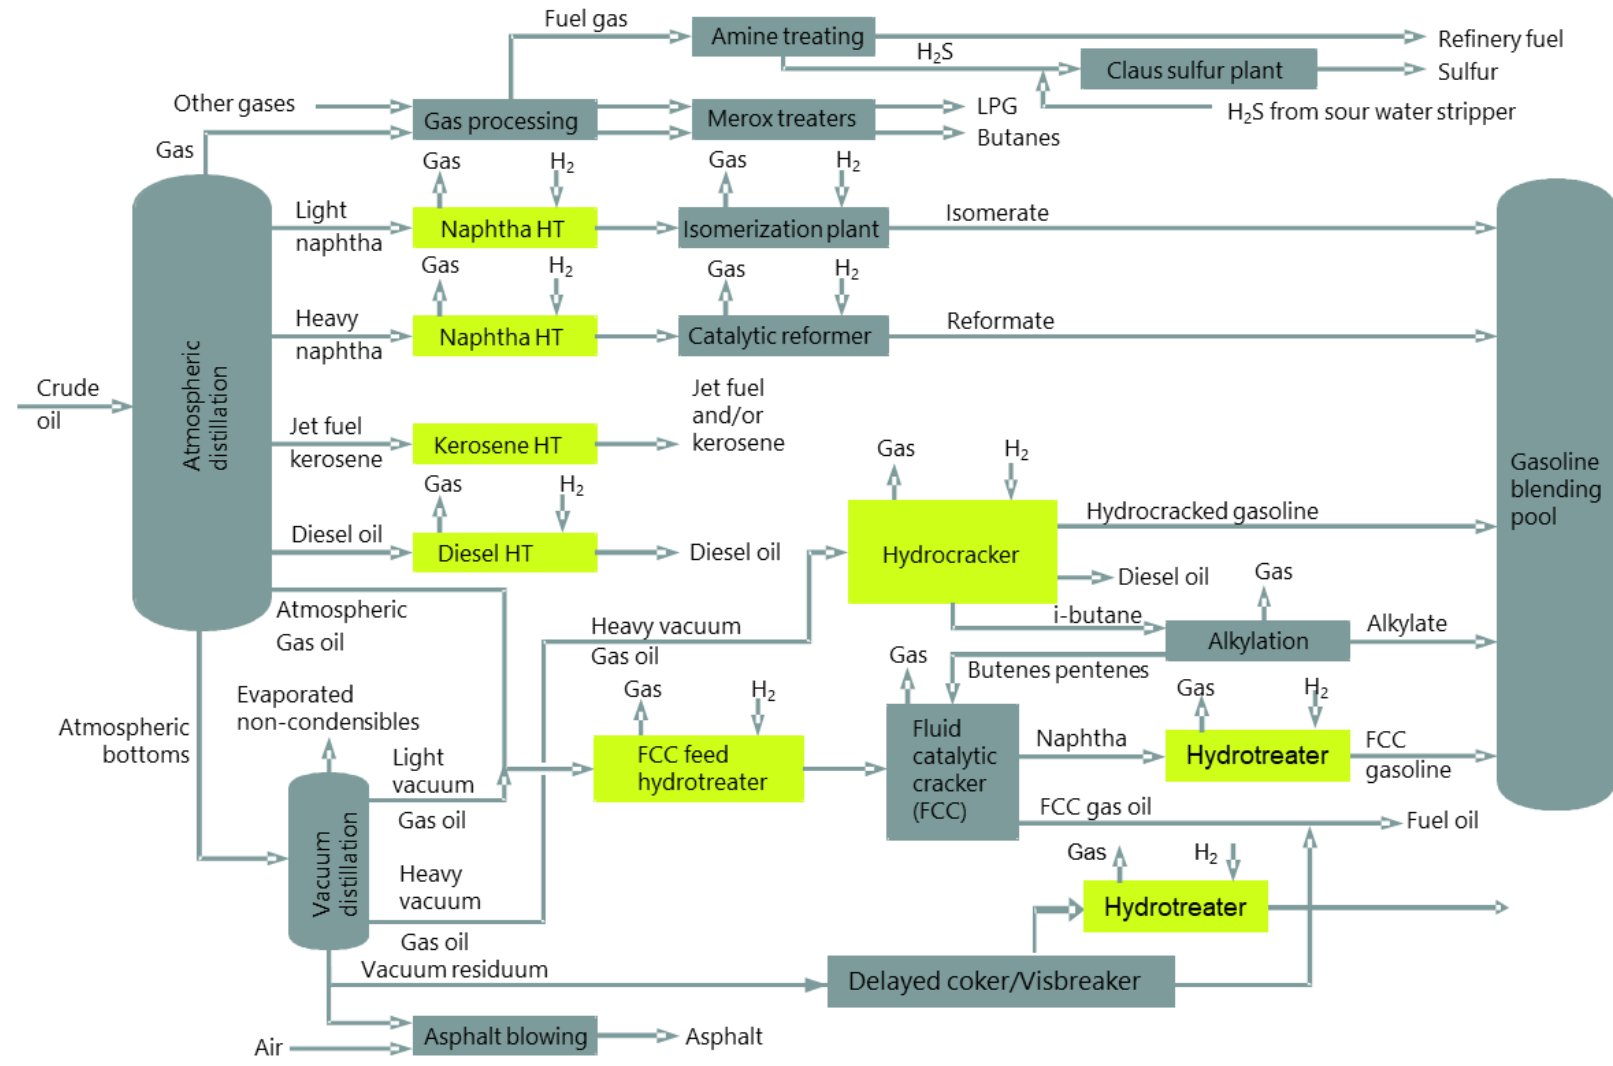 Fuel gas
Amine treating
H₂S
Refinery fuel
Claus sulfur plant
Sulfur
Other gases
Gas processing
Merox treaters
LPG
Butanes
H₂S from sour water stripper
Gas
Gas
H₂
Gas
H₂
Light
naphtha
Naphtha HT
Isomerization plant
Isomerate
Gas
H₂
Gas
H₂
Heavy
naphtha
Naphtha HT
Catalytic reformer
Reformate
Crude
oil
Atmospheric
distillation
Jet fuel
kerosene
Kerosene HT
Jet fuel
and/or
kerosene
Gas
H₂
Gas
H₂
Diesel oil
Diesel HT
Diesel oil
Hydrocracker
Hydrocracked gasoline
Diesel oil
Gasoline
blending
pool
Atmospheric
Gas oil
Heavy vacuum
Gas oil
i-butane
Gas
Alkylation
Alkylate
Butenes pentenes
Evaporated
non-condensibles
Atmospheric
bottoms
Gas
H₂
FCC feed
hydrotreater
Gas
Fluid
catalytic
cracker
(FCC)
Naphtha
Gas
H₂
Hydrotreater
FCC
gasoline
Light
vacuum
Gas oil
FCC gas oil
Fuel oil
Vacuum
distillation
Heavy
vacuum
Gas oil
Gas
H₂
Hydrotreater
Vacuum residuum
Delayed coker/Visbreaker
Air
Asphalt blowing
Asphalt